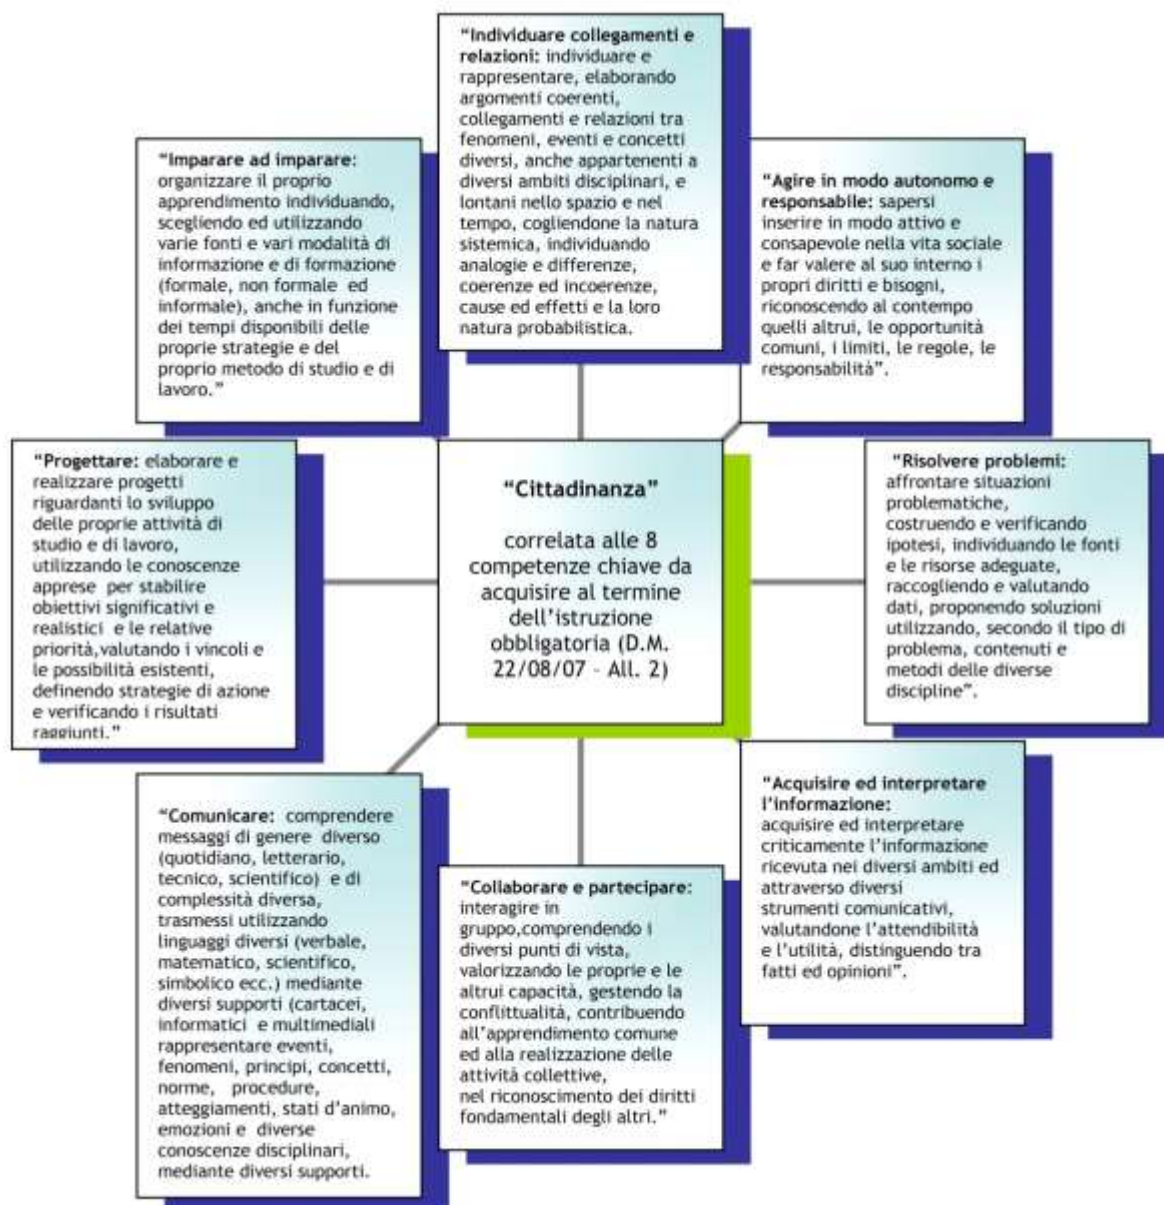 “Individuare collegamenti e
relazioni: individuare e
rappresentare, elaborando
argomenti coerenti,
collegamenti e relazioni tra
fenomeni, eventi e concetti
diversi, anche appartenenti a
diversi ambiti disciplinari, e
lontani nello spazio e nel
tempo, cogliendone la natura
sistemica, individuando
analogie e differenze,
coerenze ed incoerenze,
cause ed effetti e la loro
natura probabilistica.
“Imparare ad imparare:
organizzare il proprio
apprendimento individuando,
scegliendo ed utilizzando
varie fonti e vari modalità di
informazione e di formazione
(formale, non formale ed
informale), anche in funzione
dei tempi disponibili delle
proprie strategie e del
proprio metodo di studio e di
lavoro.”
“Agire in modo autonomo e
responsabile: sapersi
inserire in modo attivo e
consapevole nella vita sociale
e far valere al suo interno i
propri diritti e bisogni,
riconoscendo al contempo
quelli altrui, le opportunità
comuni, i limiti, le regole, le
responsabilità”.
“Progettare: elaborare e
realizzare progetti
riguardanti lo sviluppo
delle proprie attività di
studio e di lavoro,
utilizzando le conoscenze
apprese per stabilire
obiettivi significativi e
realistici e le relative
priorità,valutando i vincoli e
le possibilità esistenti,
definendo strategie di azione
e verificando i risultati
raggiunti.”
“Cittadinanza”
correlata alle 8
competenze chiave da
acquisire al termine
dell’istruzione
obbligatoria (D.M.
22/08/07 – All. 2)
“Risolvere problemi:
affrontare situazioni
problematiche,
costruendo e verificando
ipotesi, individuando le fonti
e le risorse adeguate,
raccogliendo e valutando
dati, proponendo soluzioni
utilizzando, secondo il tipo di
problema, contenuti e
metodi delle diverse
discipline”.
“Comunicare: comprendere
messaggi di genere diverso
(quotidiano, letterario,
tecnico, scientifico) e di
complessità diversa,
trasmessi utilizzando
linguaggi diversi (verbale,
matematico, scientifico,
simbolico ecc.) mediante
diversi supporti (cartacei,
informatici e multimediali
rappresentare eventi,
fenomeni, principi, concetti,
norme, procedure,
atteggiamenti, stati d’animo,
emozioni e diverse
conoscenze disciplinari,
mediante diversi supporti.
“Collaborare e partecipare:
interagire in
gruppo,comprendendo i
diversi punti di vista,
valorizzando le proprie e le
altrui capacità, gestendo la
conflittualità, contribuendo
all’apprendimento comune
ed alla realizzazione delle
attività collettive,
nel riconoscimento dei diritti
fondamentali degli altri.”
“Acquisire ed interpretare
l’informazione:
acquisire ed interpretare
criticamente l’informazione
ricevuta nei diversi ambiti ed
attraverso diversi
strumenti comunicativi,
valutandone l’attendibilità
e l’utilità, distinguendo tra
fatti ed opinioni”.